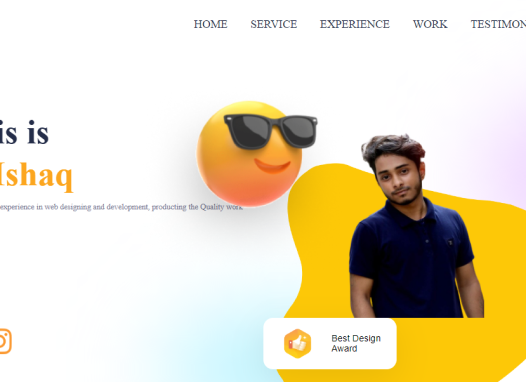 HOME SERVICE EXPERIENCE WORK TESTIMON
is is
Ishaq
experience in web designing and development, producting the Quality work
Best Design
Award